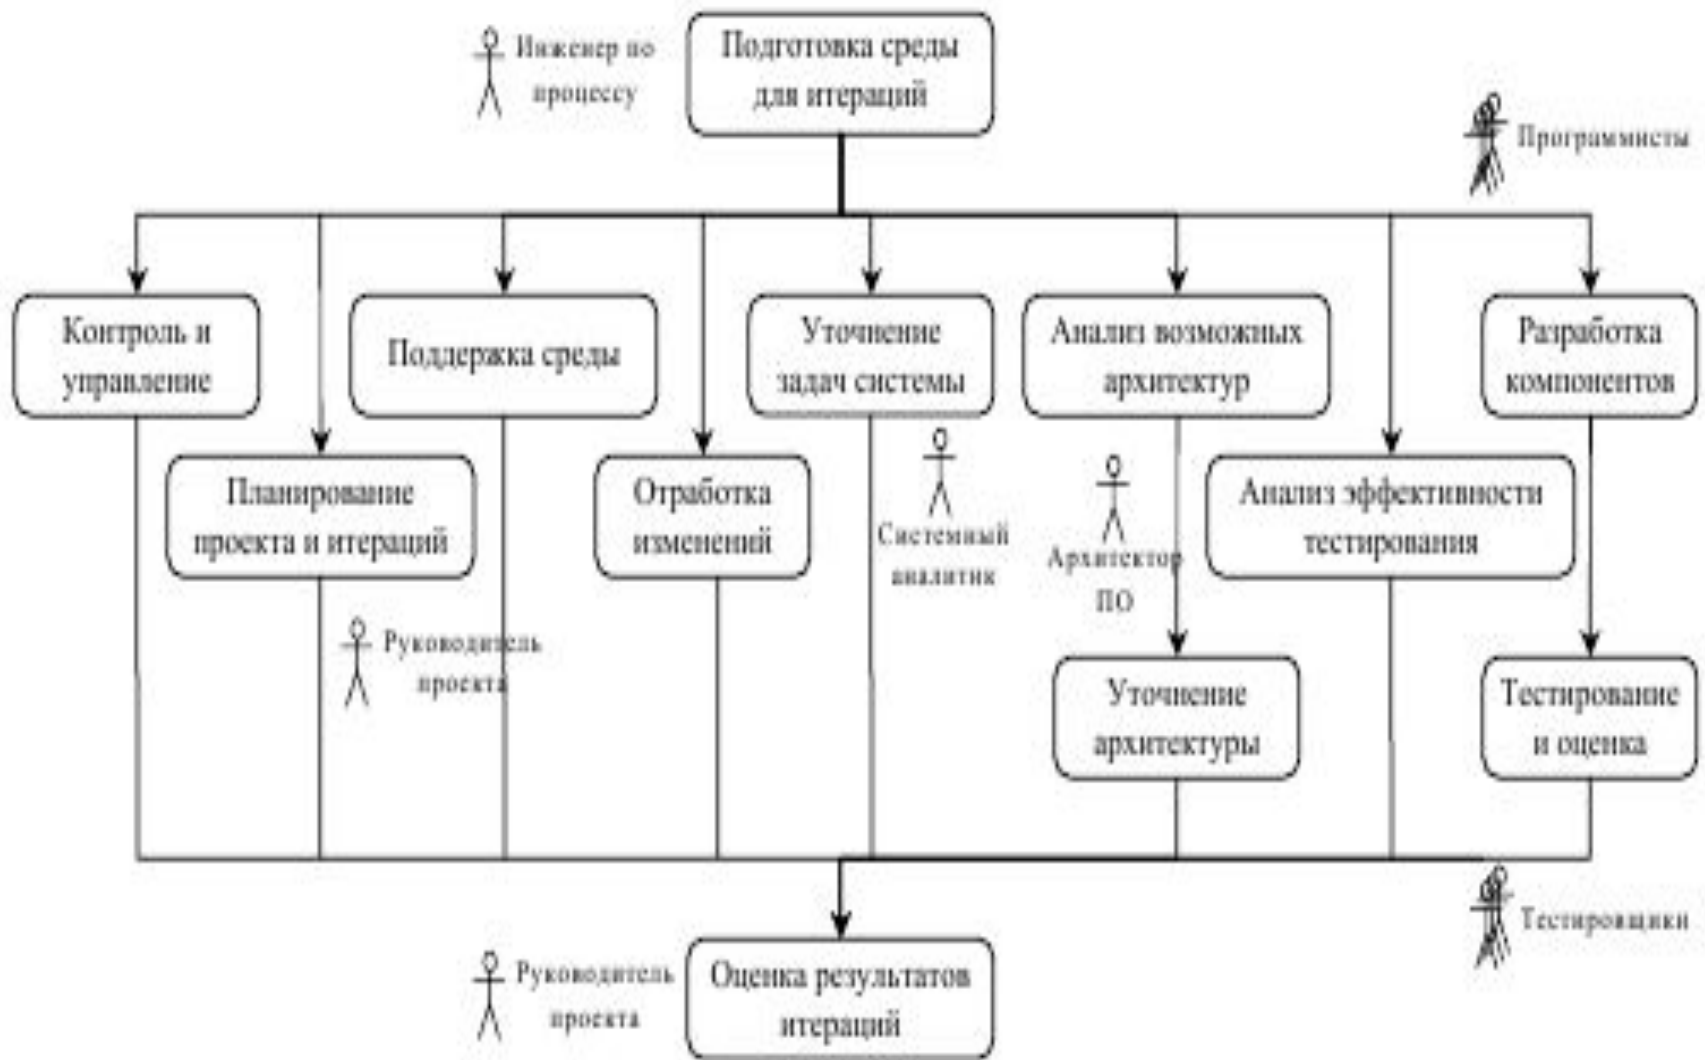 Инженер по
процессу
Подготовка среды
для итераций
Программисты
Контроль и
управление
Поддержка среды
Уточнение
задач системы
Анализ возможных
архитектур
Разработка
компонентов
Планирование
проекта и итераций
Отработка
изменений
Системный
аналитик
Архитектор
ПО
Анализ эффективности
тестирования
Руководитель
проекта
Уточнение
архитектуры
Тестирование
и оценка
Тестировщики
Руководитель
проекта
Оценка результатов
итераций